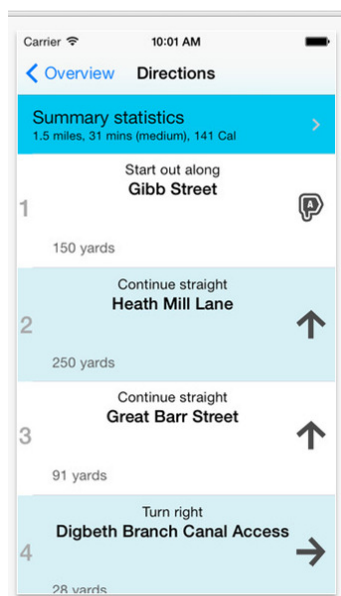 Carrier 10:01 AM
Overview Directions
Summary statistics
1.5 miles, 31 mins (medium), 141 Cal
Start out along
Gibb Street
1
A
150 yards
Continue straight
Heath Mill Lane
2
250 yards
Continue straight
Great Barr Street
3
91 yards
Turn right
Digbeth Branch Canal Access
4
28 yards